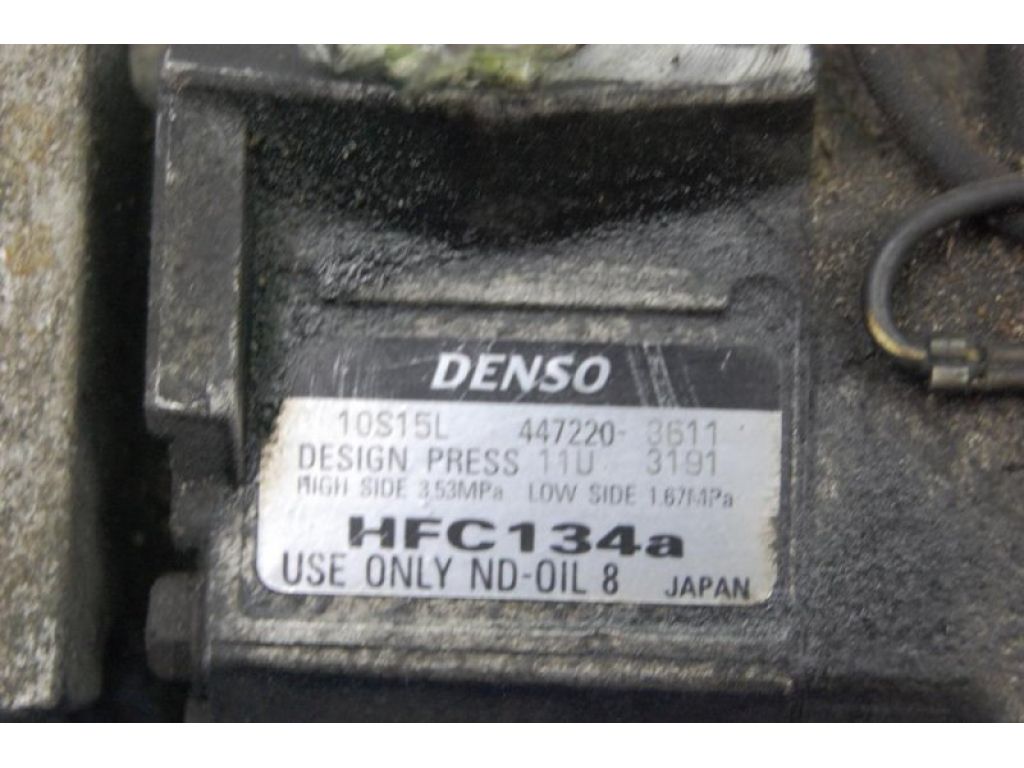 DENSO
10S15L 447220-3611
DESIGN PRESS 11U 3191
HIGH SIDE 3,53MPa LOW SIDE 1.67MPa
HFC134a
USE ONLY ND-OIL 8 JAPAN